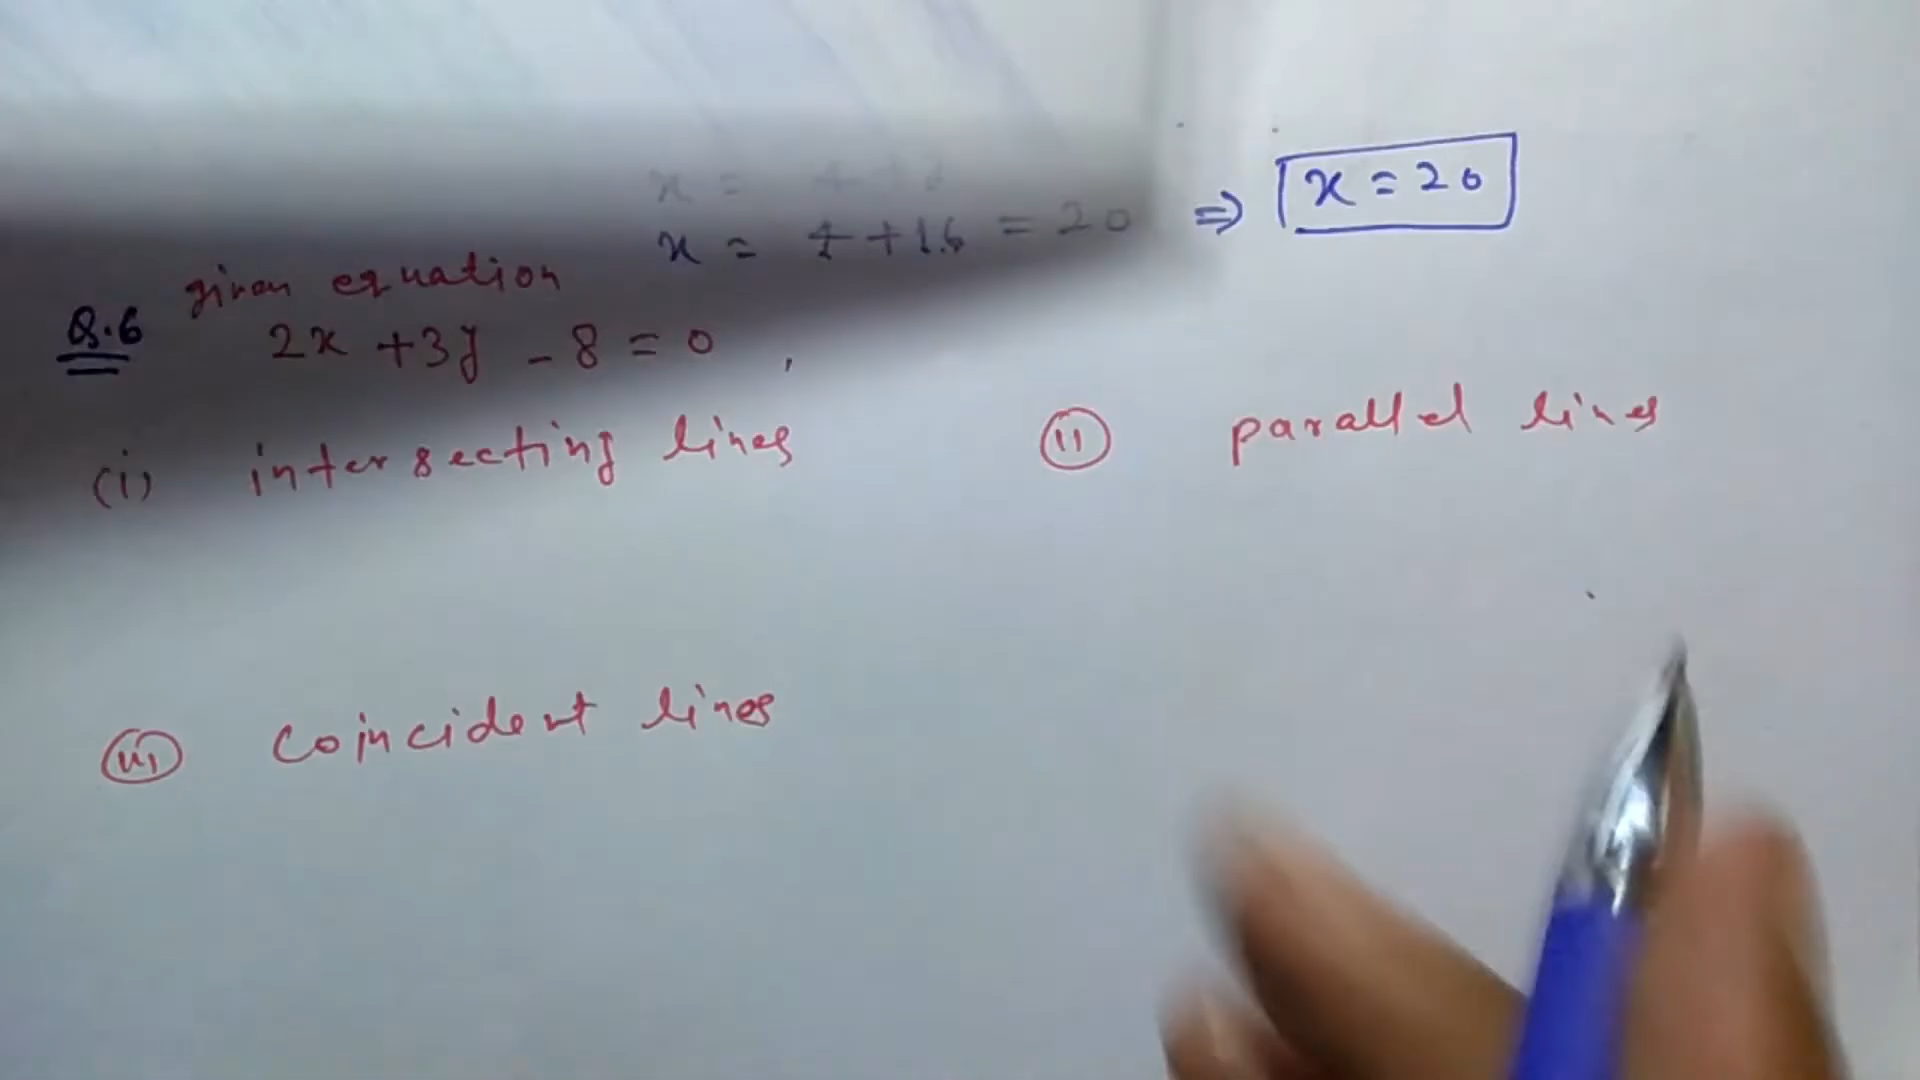 x = 4 + 16 = 20 ⇒ x = 20
Q.6 given equation
2x + 3y - 8 = 0 ,
(i) intersecting lines
(ii) parallel lines
(iii) coincident lines